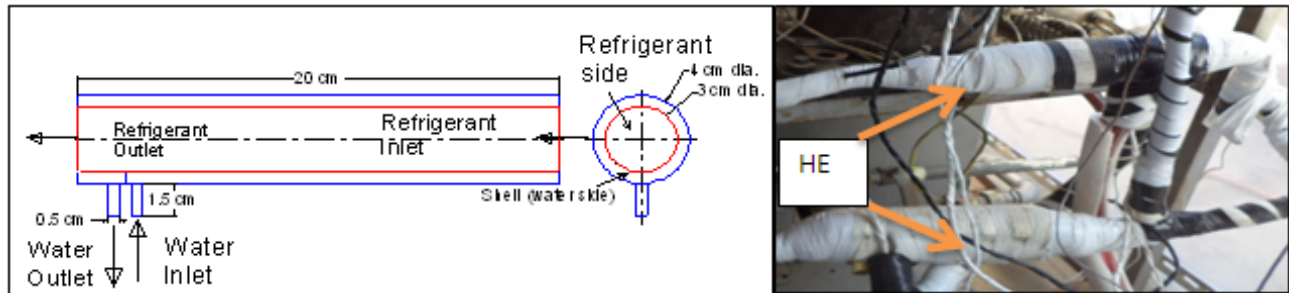 20 cm
Refrigerant
side
4 cm dia.
3 cm dia.
Refrigerant
Outlet
Refrigerant
Inlet
1.5 cm
Shell (water side)
0.5 cm
Water
Outlet
Water
Inlet
HE